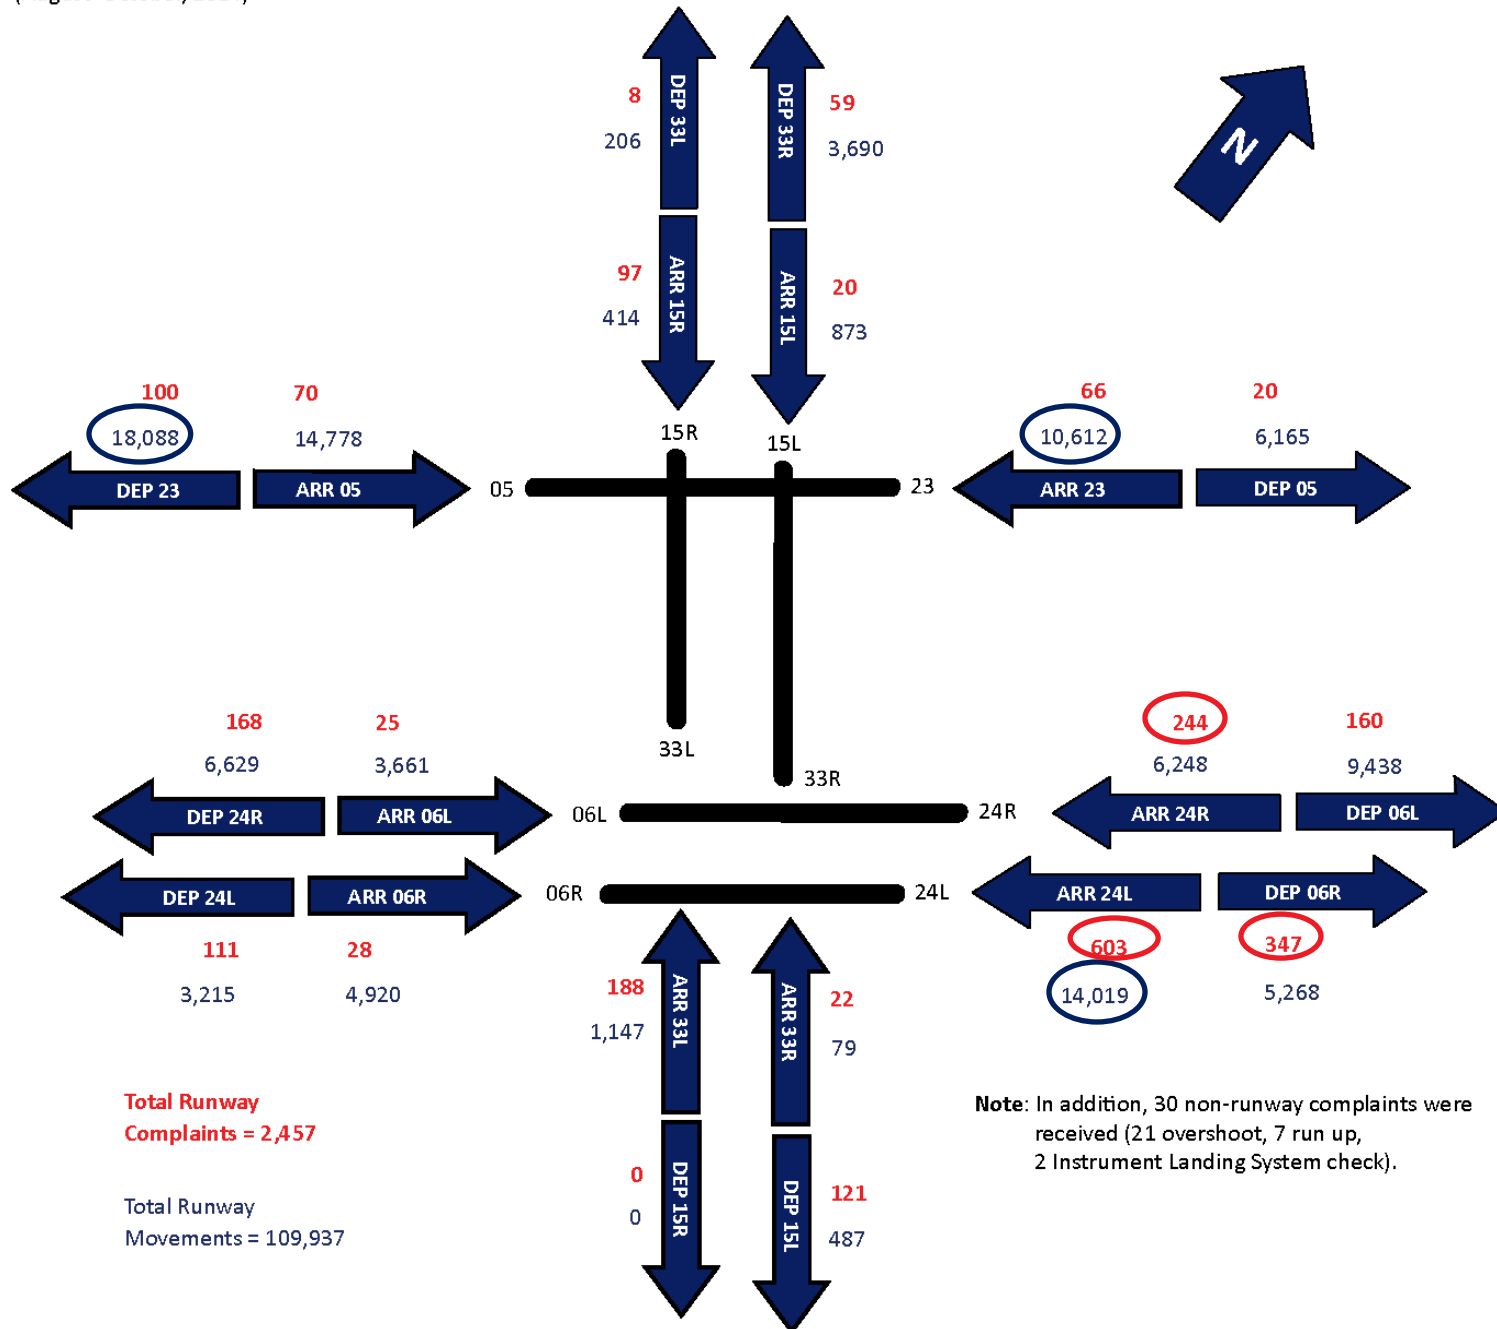 8
DEP 33L
206
DEP 33R
59
3,690
N
97
ARR 15R
414
ARR 15L
20
873
100
70
18,088
14,778
DEP 23
ARR 05
15R
15L
05
23
66
20
10,612
6,165
ARR 23
DEP 05
168
25
6,629
3,661
DEP 24R
ARR 06L
33L
33R
06L
24R
244
160
6,248
9,438
ARR 24R
DEP 06L
DEP 24L
ARR 06R
06R
24L
ARR 24L
DEP 06R
111
28
603
347
3,215
4,920
14,019
5,268
188
ARR 33L
1,147
ARR 33R
22
79
Total Runway
Complaints = 2,457
Total Runway
Movements = 109,937
0
DEP 15R
0
DEP 15L
121
487
Note: In addition, 30 non-runway complaints were
received (21 overshoot, 7 run up,
2 Instrument Landing System check).